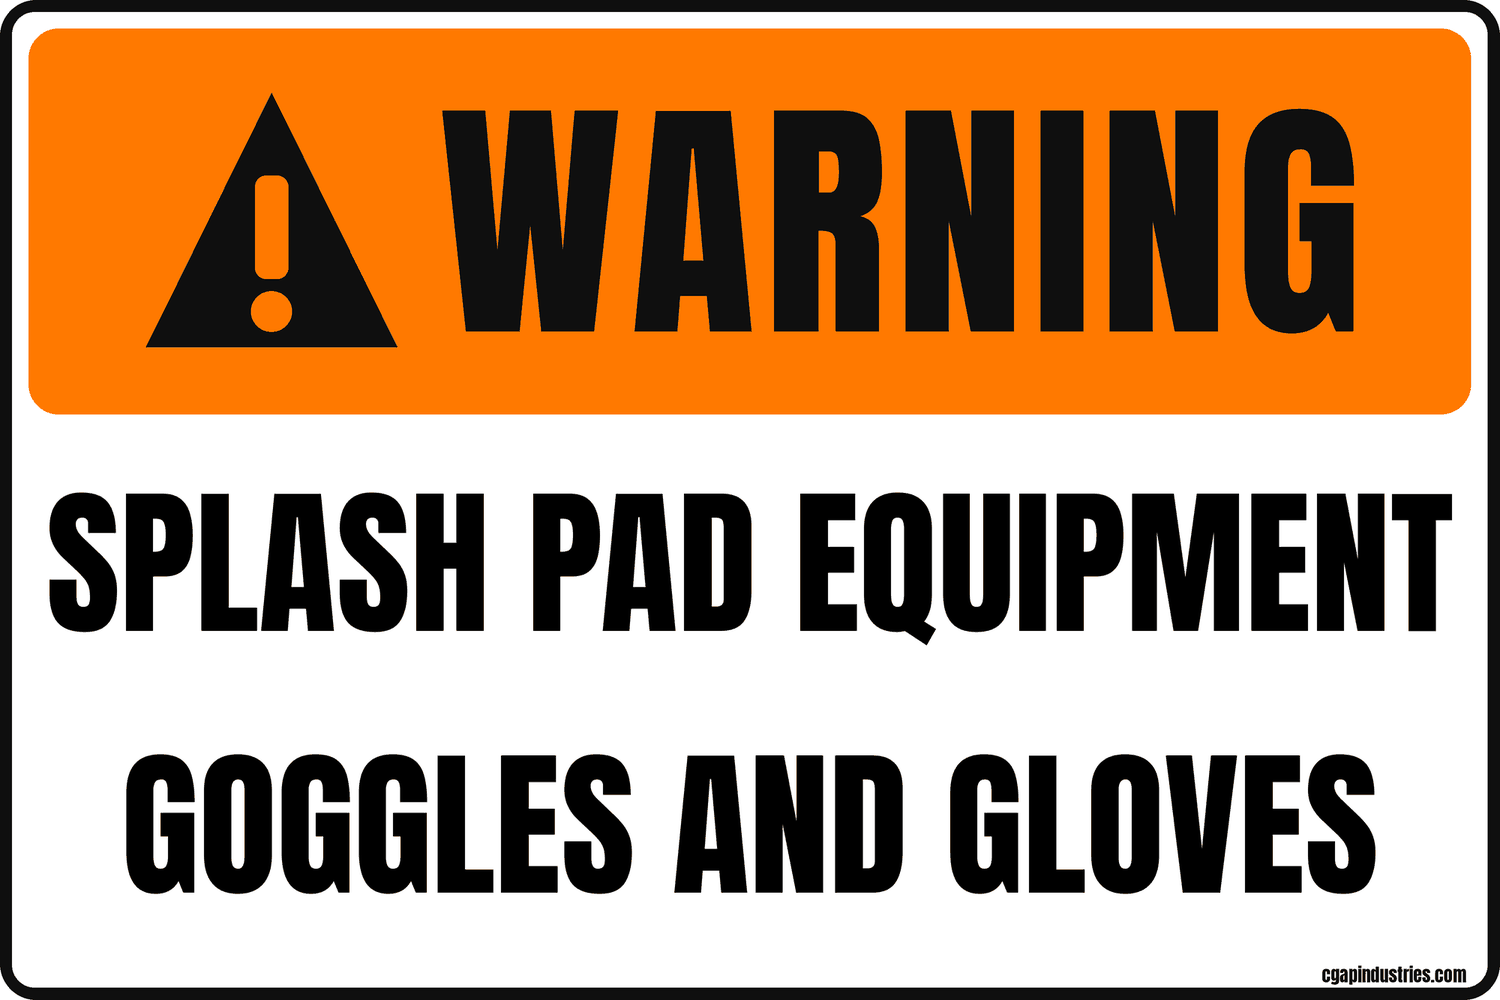 WARNING
SPLASH PAD EQUIPMENT
GOGGLES AND GLOVES
cgapindustries.com